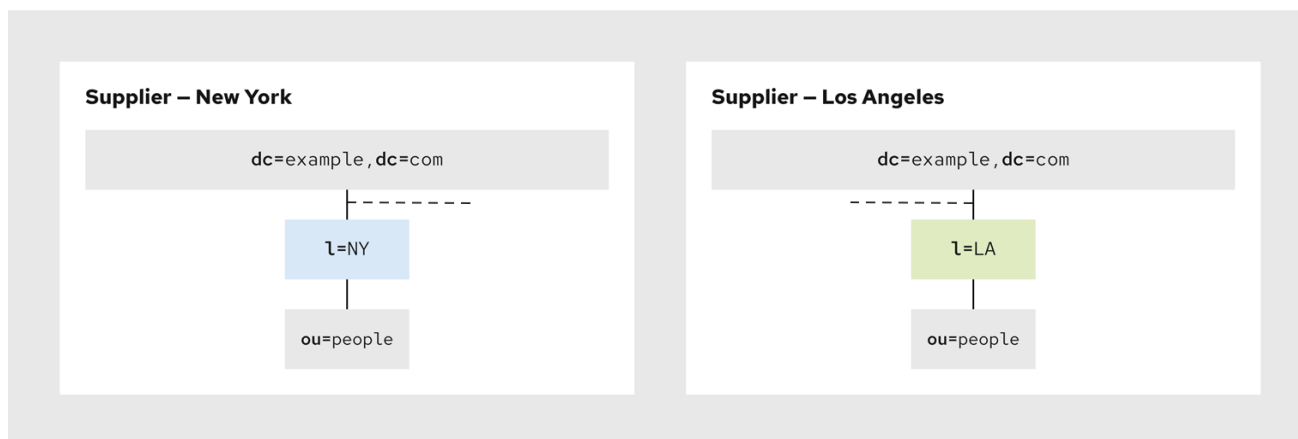 Supplier – New York
dc=example,dc=com
l=NY
ou=people
Supplier – Los Angeles
dc=example,dc=com
l=LA
ou=people